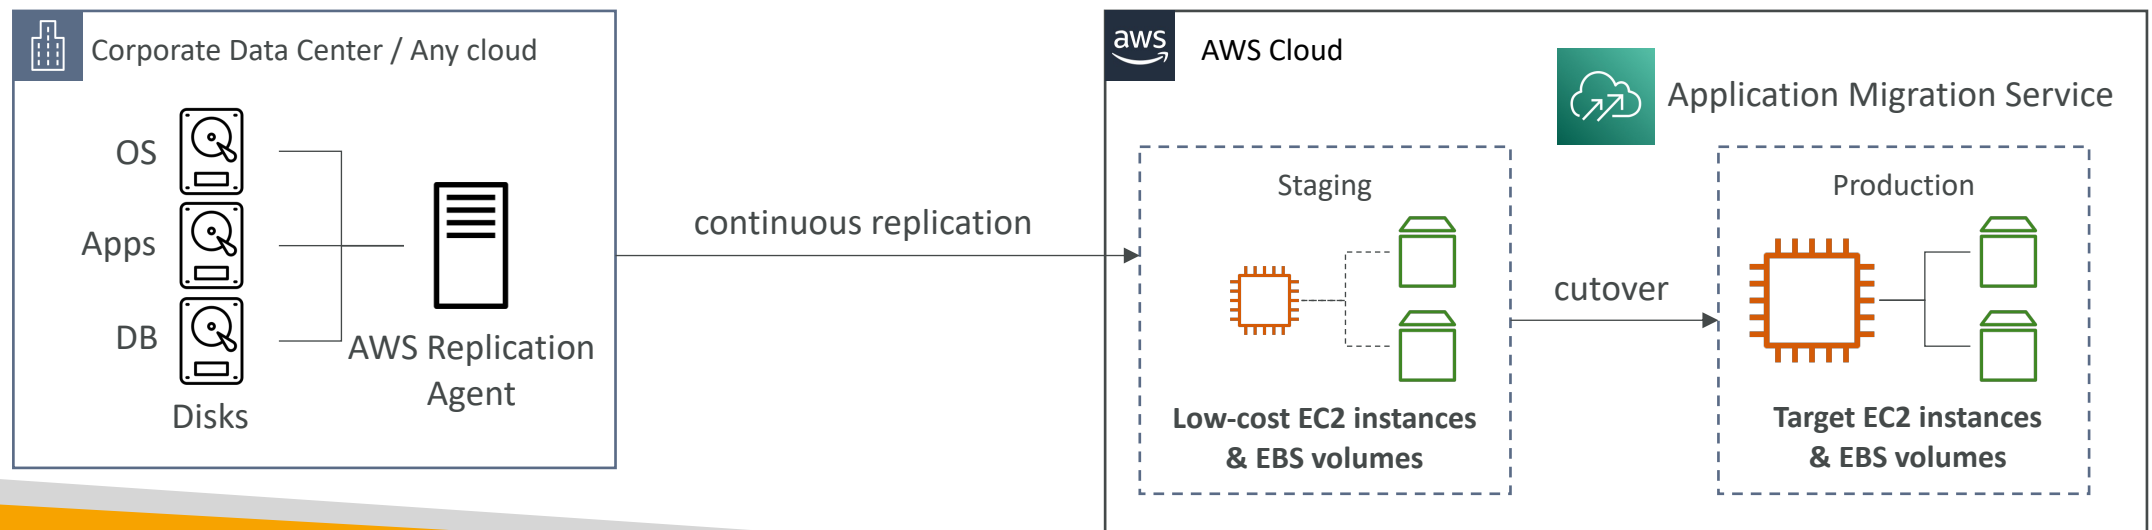 Corporate Data Center / Any cloud
OS
Apps
DB
Disks
AWS Replication
Agent
continuous replication
aws
AWS Cloud
Application Migration Service
Staging
Low-cost EC2 instances
& EBS volumes
cutover
Production
Target EC2 instances
& EBS volumes